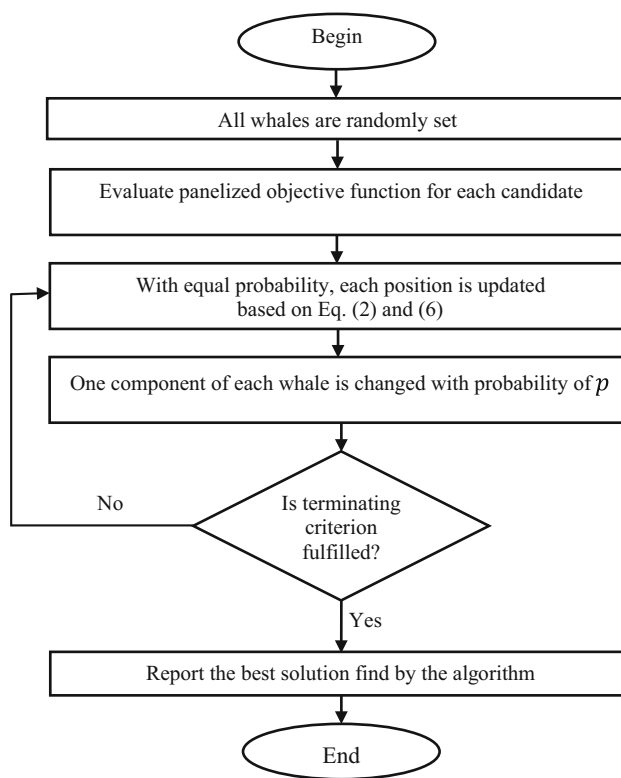 Begin
All whales are randomly set
Evaluate panelized objective function for each candidate
With equal probability, each position is updated
based on Eq. (2) and (6)
One component of each whale is changed with probability of p
No
Is terminating
criterion
fulfilled?
Yes
Report the best solution find by the algorithm
End